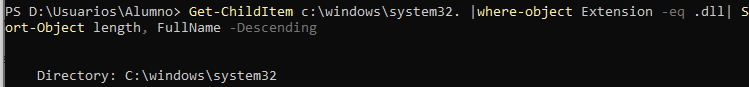 PS D:\Usuarios\Alumno> Get-ChildItem c:\windows\system32. |where-object Extension -eq .dll| S
ort-Object length, FullName -Descending
Directory: C:\windows\system32